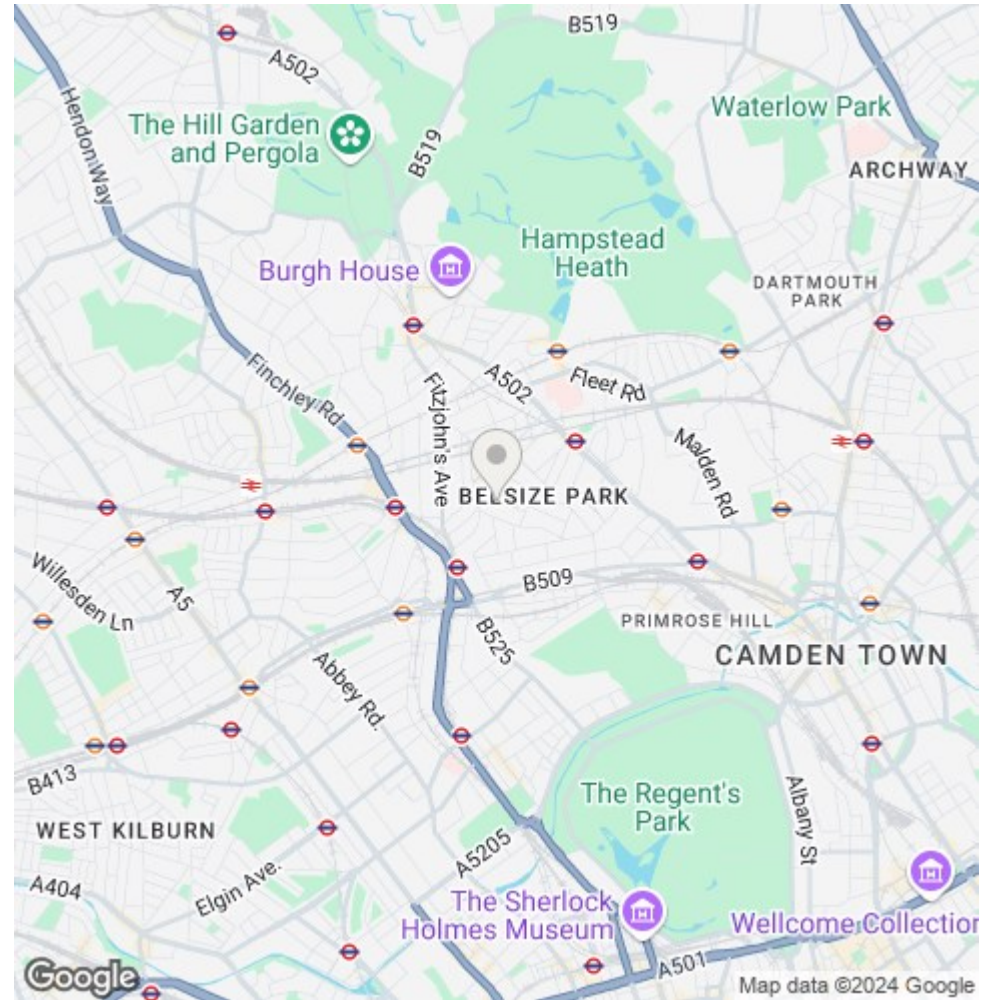 B519
A502
Hendon Way
Waterlow Park
The Hill Garden
and Pergola
B519
ARCHWAY
Hampstead
Heath
Burgh House
DARTMOUTH
PARK
Finchley Rd
A502
Fleet Rd
Fitzjohn's Ave
Malden Rd
BELSIZE PARK
Willesden Ln
A5
B509
PRIMROSE HILL
B525
CAMDEN TOWN
Abbey Rd.
B413
The Regent's
Park
Albany St
WEST KILBURN
A5205
A404
Elgin Ave.
The Sherlock
Holmes Museum
Wellcome Collection
A501
Google
Map data ©2024 Google